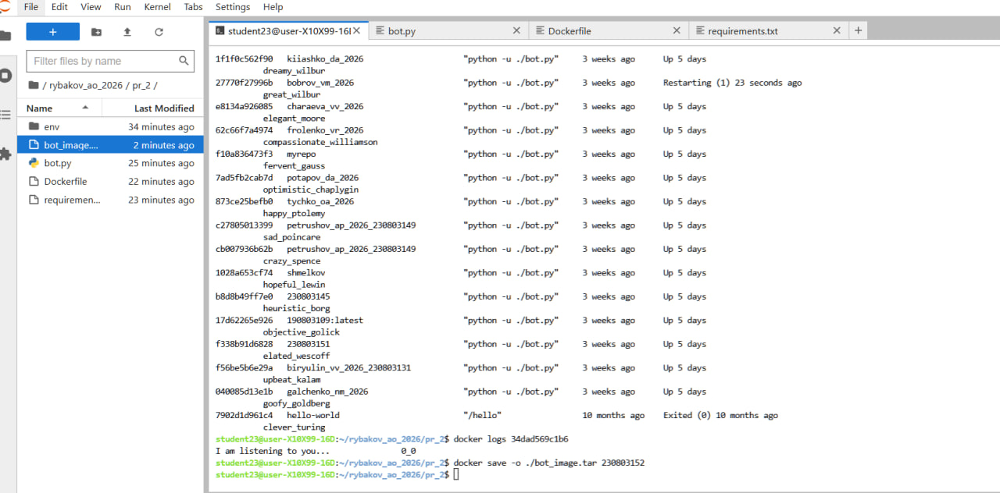 File Edit View Run Kernel Tabs Settings Help
student23@user-X10X99-16I
bot.py
Dockerfile
requirements.txt
Filter files by name
/ rybakov_ao_2026 / pr_2 /
Name Last Modified
env 34 minutes ago
bot_image.... 2 minutes ago
bot.py 25 minutes ago
Dockerfile 22 minutes ago
requiremen... 23 minutes ago
1f1f0c562f90 kiiashko_da_2026 "python -u ./bot.py" 3 weeks ago Up 5 days
dreamy_wilbur
27770f27996b bobrov_vm_2026 "python -u ./bot.py" 3 weeks ago Restarting (1) 23 seconds ago
great_wilbur
e8134a926085 charaeva_vv_2026 "python -u ./bot.py" 3 weeks ago Up 5 days
elegant_moore
62c66f7a4974 frolenko_vr_2026 "python -u ./bot.py" 3 weeks ago Up 5 days
compassionate_williamson
f10a836473f3 myrepo "python -u ./bot.py" 3 weeks ago Up 5 days
fervent_gauss
7ad5fb2cab7d potapov_da_2026 "python -u ./bot.py" 3 weeks ago Up 5 days
optimistic_chaplygin
873ce25befb0 tychko_oa_2026 "python -u ./bot.py" 3 weeks ago Up 5 days
happy_ptolemy
c27805013399 petrushov_ap_2026_230803149 "python -u ./bot.py" 3 weeks ago Up 5 days
sad_poincare
cb007936b62b petrushov_ap_2026_230803149 "python -u ./bot.py" 3 weeks ago Up 5 days
crazy_spence
1028a653cf74 shmelkov "python -u ./bot.py" 3 weeks ago Up 5 days
hopeful_lewin
b8d8b49ff7e0 230803145 "python -u ./bot.py" 3 weeks ago Up 5 days
heuristic_borg
17d62265e926 190803109:latest "python -u ./bot.py" 3 weeks ago Up 5 days
objective_golick
f338b91d6828 230803151 "python -u ./bot.py" 3 weeks ago Up 5 days
elated_wescoff
f56be5b6e29a biryulin_vv_2026_230803131 "python -u ./bot.py" 3 weeks ago Up 5 days
upbeat_kalam
040085d13e1b galchenko_nm_2026 "python -u ./bot.py" 3 weeks ago Up 5 days
goofy_goldberg
7902d1d961c4 hello-world "/hello" 10 months ago Exited (0) 10 months ago
clever_turing
student23@user-X10X99-16D:~/rybakov_ao_2026/pr_2$ docker logs 34dad569c1b6
I am listening to you... 0_0
student23@user-X10X99-16D:~/rybakov_ao_2026/pr_2$ docker save -o ./bot_image.tar 230803152
student23@user-X10X99-16D:~/rybakov_ao_2026/pr_2$